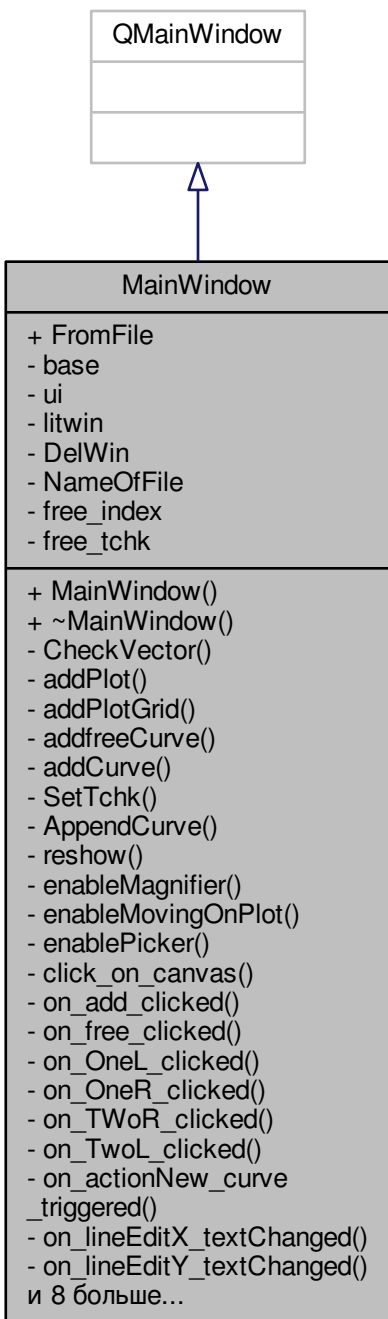 QMainWindow
MainWindow
+ FromFile
- base
- ui
- litwin
- DelWin
- NameOfFile
- free_index
- free_tchk
+ MainWindow()
+ ~MainWindow()
- CheckVector()
- addPlot()
- addPlotGrid()
- addfreeCurve()
- addCurve()
- SetTchk()
- AppendCurve()
- reshow()
- enableMagnifier()
- enableMovingOnPlot()
- enablePicker()
- click_on_canvas()
- on_add_clicked()
- on_free_clicked()
- on_OneL_clicked()
- on_OneR_clicked()
- on_TWoR_clicked()
- on_TwoL_clicked()
- on_actionNew_curve
_triggered()
- on_lineEditX_textChanged()
- on_lineEditY_textChanged()
и 8 больше...